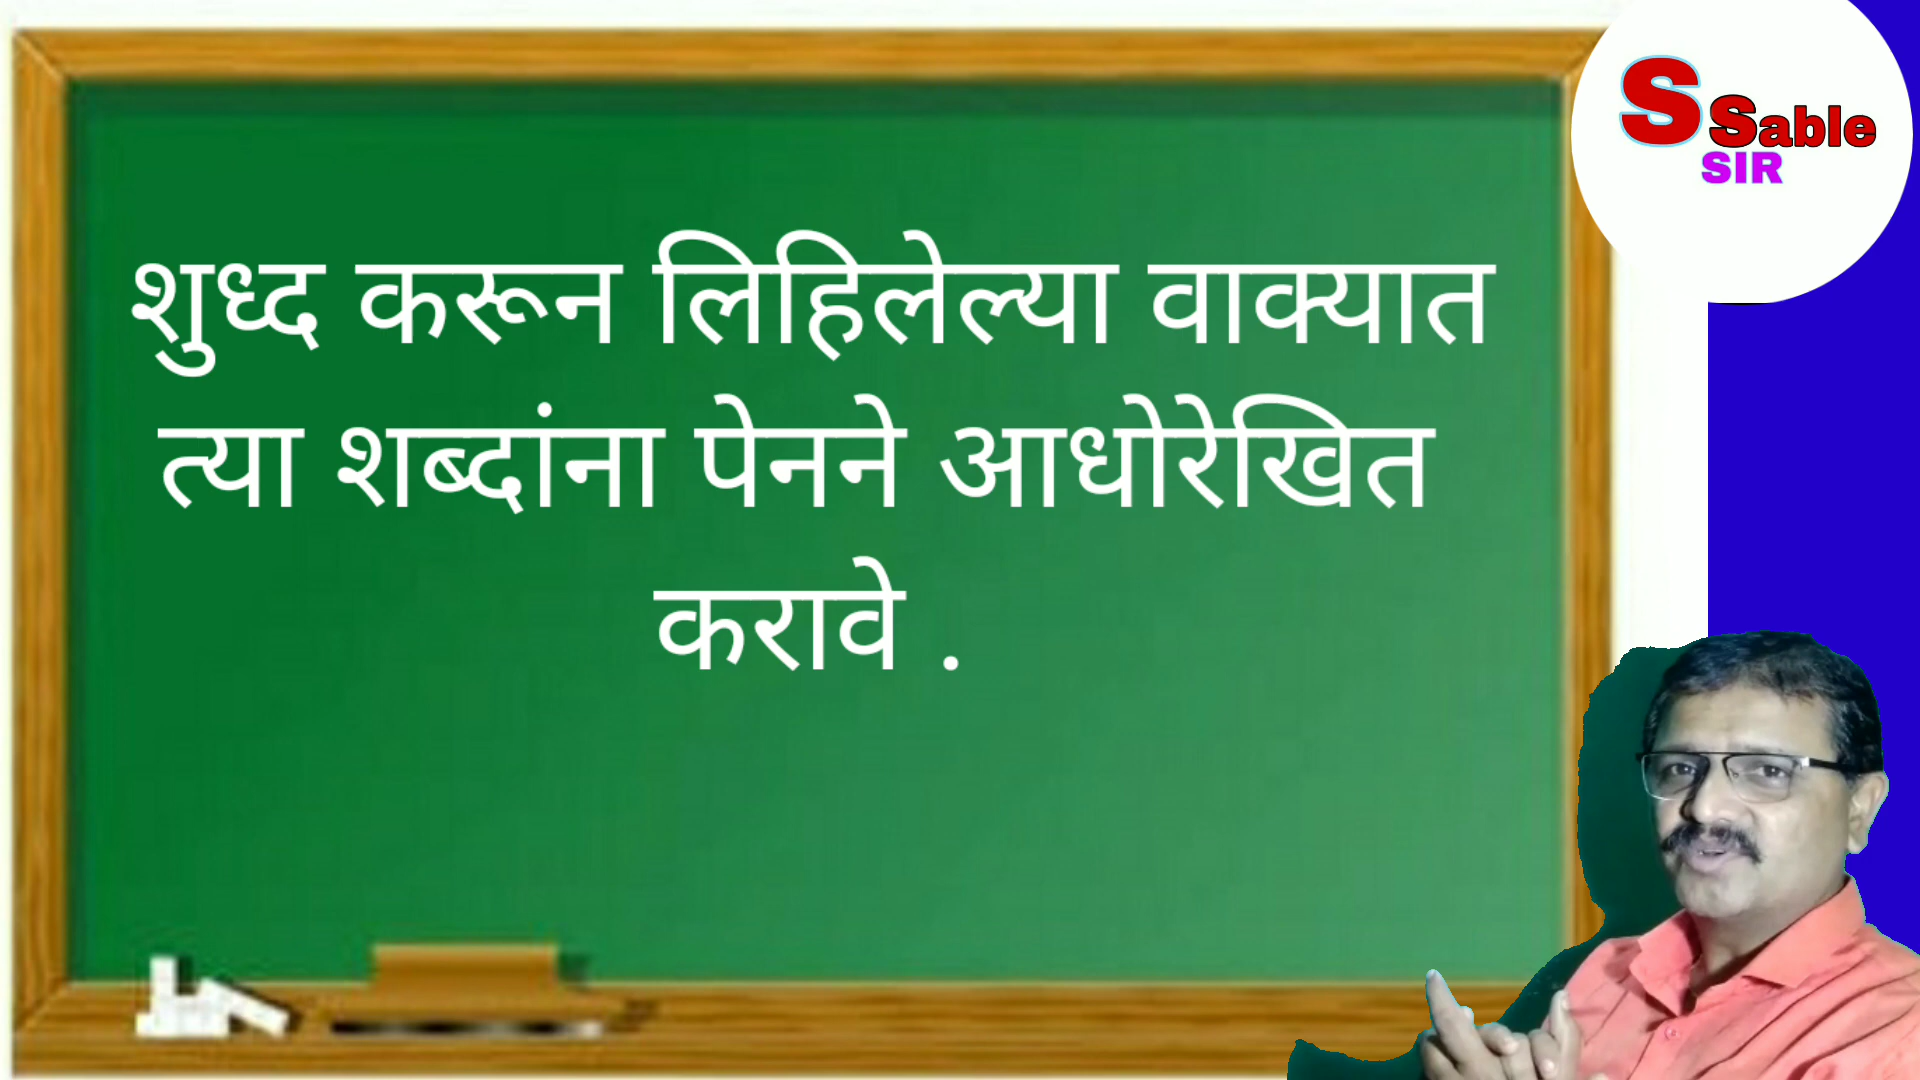 शुध्द करून लिहिलेल्या वाक्यात
त्या शब्दांना पेनने आधोरेखित
करावे .
S Sable
SIR